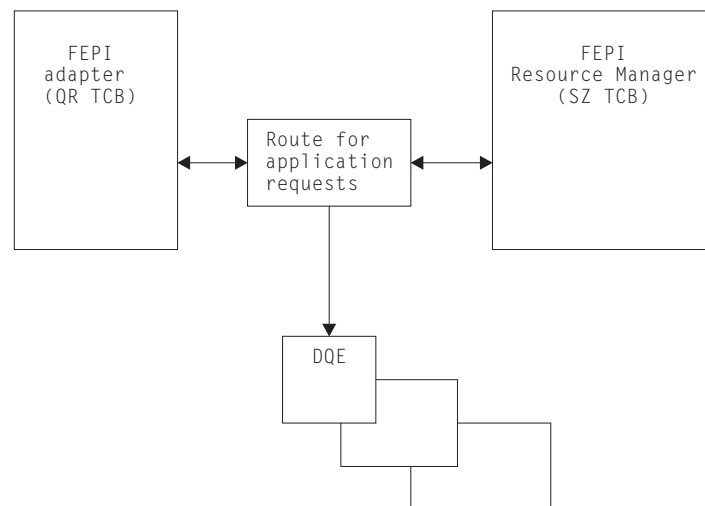 FEPI
adapter
(QR TCB)
FEPI
Resource Manager
(SZ TCB)
Route for
application
requests
DQE